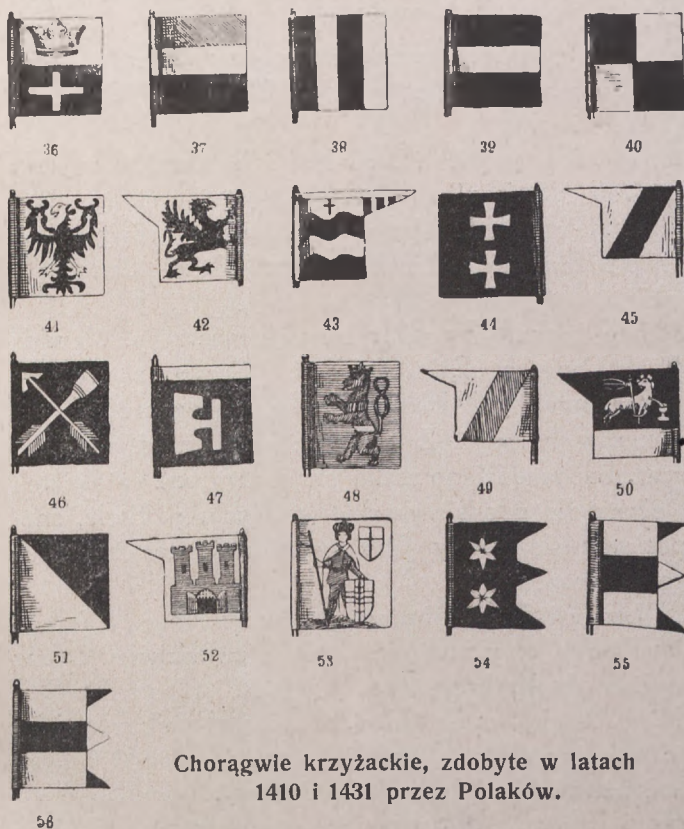 36 37 38 39 40
41 42 43 44 45
46 47 48 49 50
51 52 53 54 55
56
Chorągwie krzyżackie, zdobyte w latach
1410 i 1431 przez Polaków.